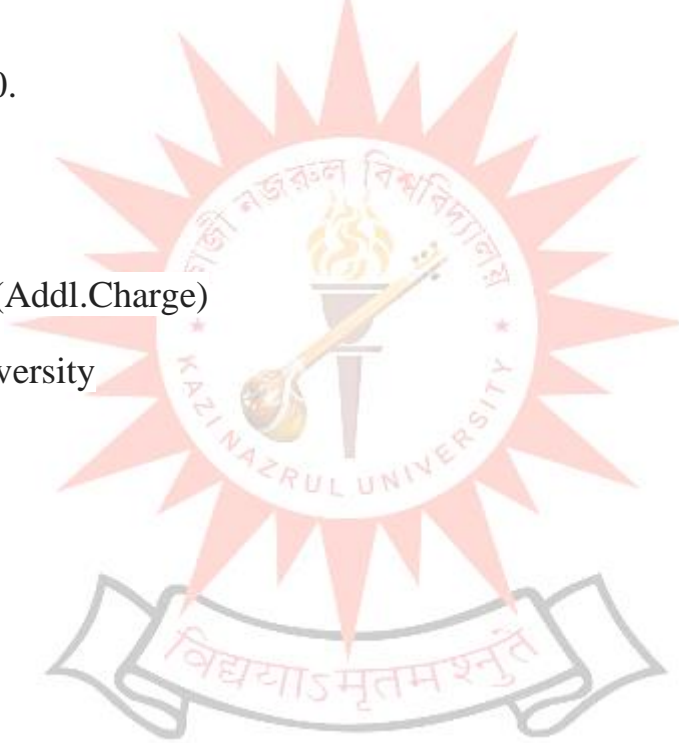 0.
কাজী নজরুল বিশ্ববিদ্যালয়
(Addl.Charge)
versity
KAZI NAZRUL UNIVERSITY
विद्ययाऽमृतमश्नुते